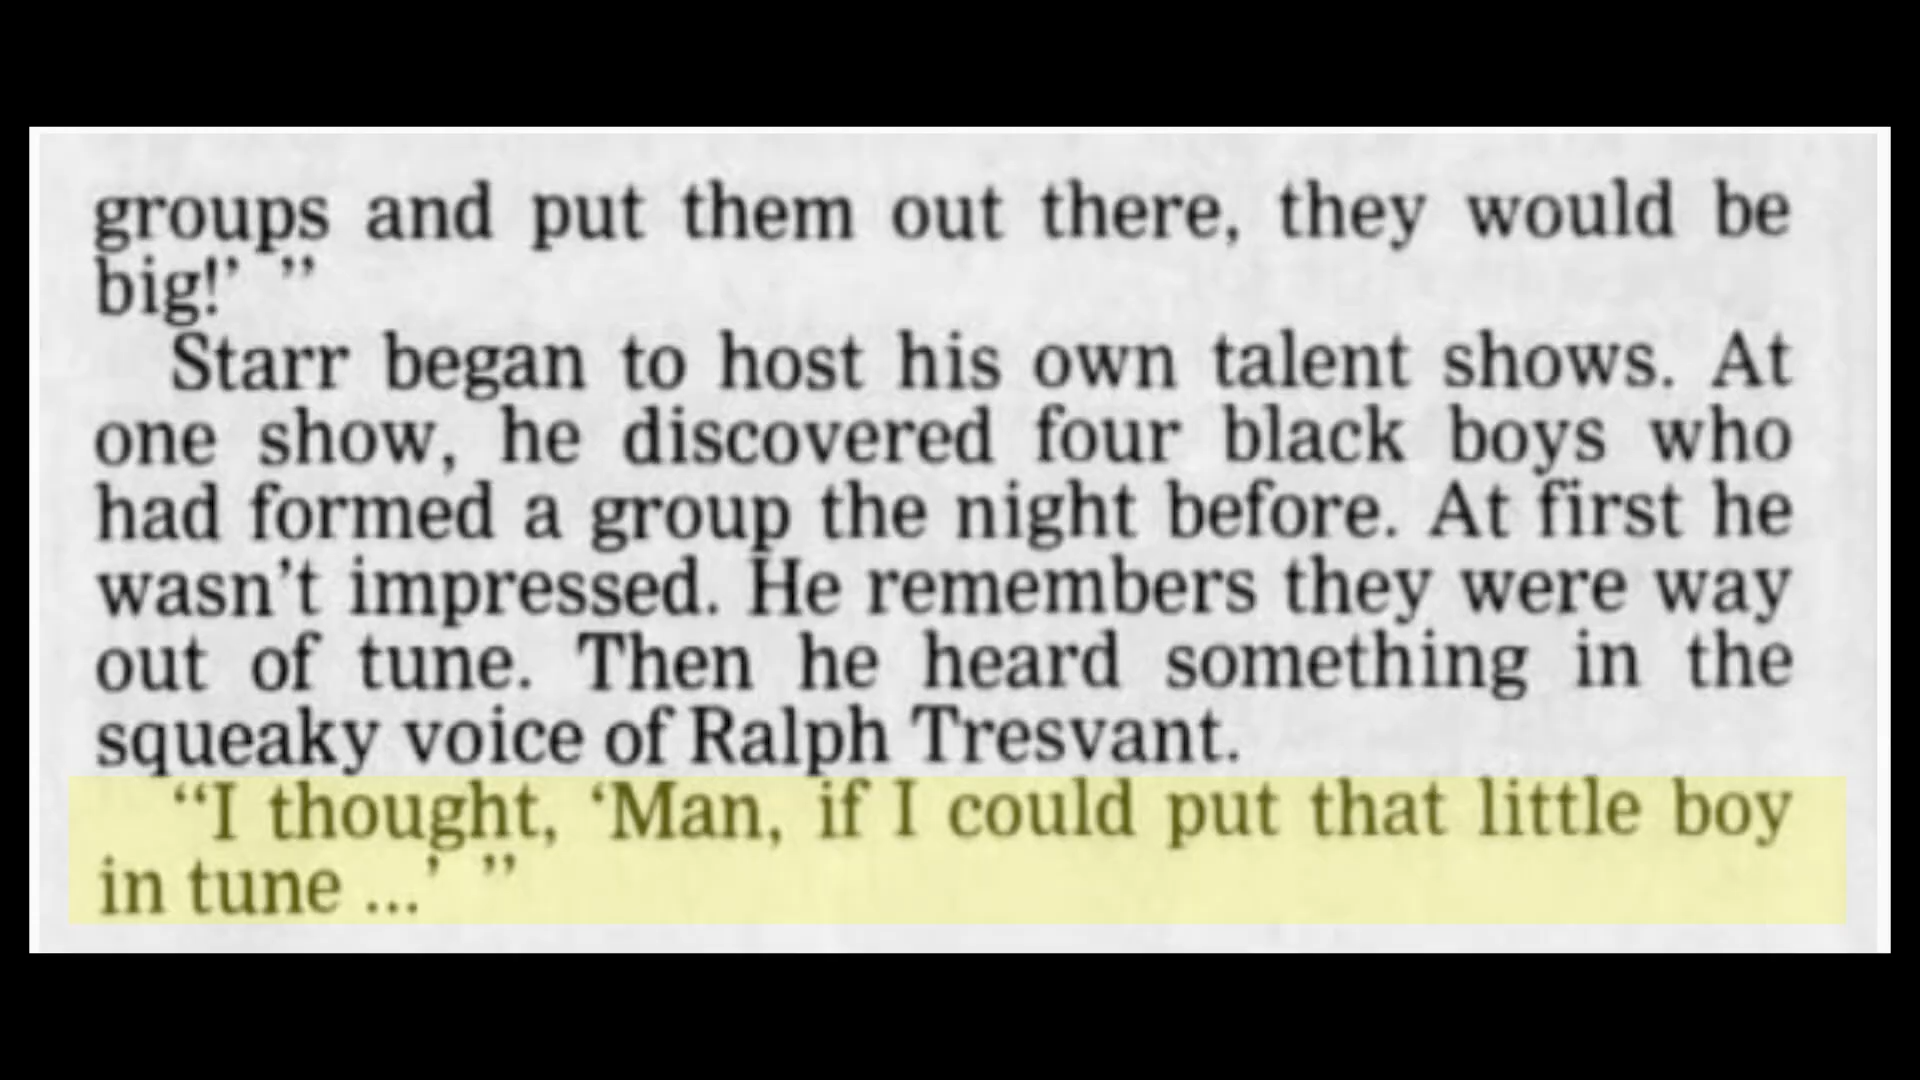 groups and put them out there, they would be
big!’ ”
Starr began to host his own talent shows. At
one show, he discovered four black boys who
had formed a group the night before. At first he
wasn’t impressed. He remembers they were way
out of tune. Then he heard something in the
squeaky voice of Ralph Tresvant.
“I thought, ‘Man, if I could put that little boy
in tune ...’ ”